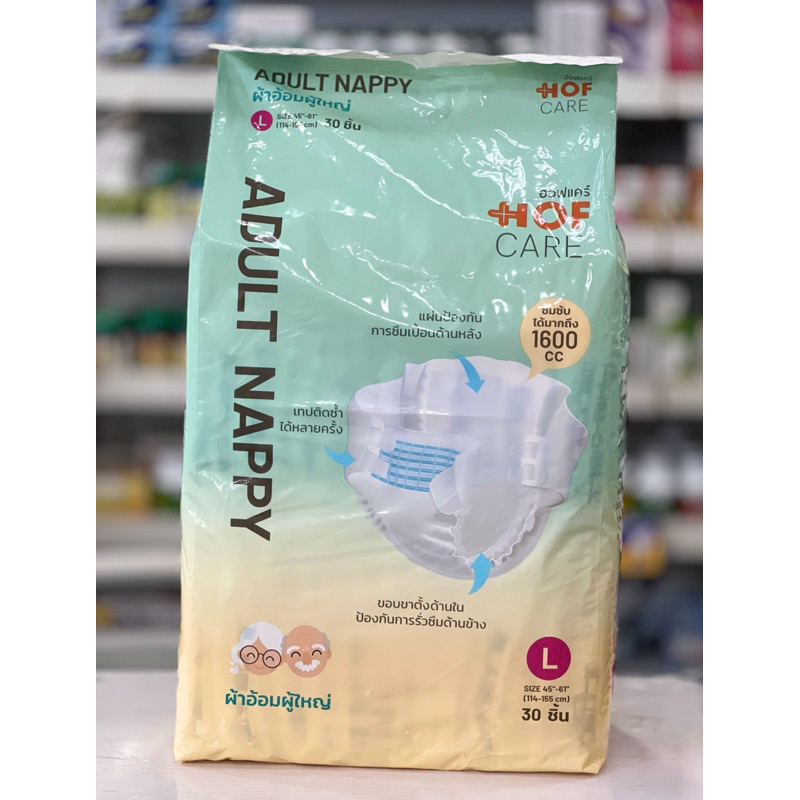 ADULT NAPPY
ผ้าอ้อมผู้ใหญ่
L
SIZE 45"-61"
(114-155 cm)
30 ชิ้น
ฮอฟแคร์
HOF
CARE
ADULT NAPPY
ฮอฟแคร์
HOF
CARE
แผ่นป้องกัน
การซึมเปื้อนด้านหลัง
ซึมซับ
ได้มากถึง
1600
CC
เทปติดซ้ำ
ได้หลายครั้ง
ขอบขาตั้งด้านใน
ป้องกันการรั่วซึมด้านข้าง
ผ้าอ้อมผู้ใหญ่
L
SIZE 45"-61"
(114-155 cm)
30 ชิ้น